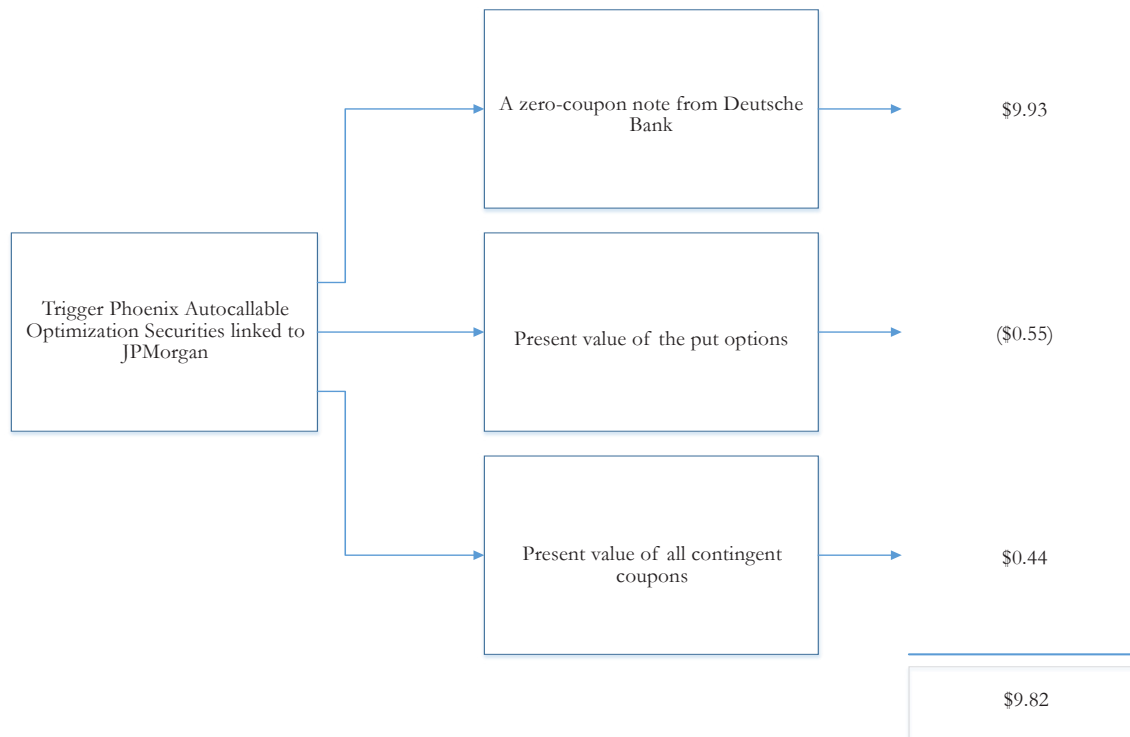 A zero-coupon note from Deutsche
Bank
$9.93
Trigger Phoenix Autocallable
Optimization Securities linked to
JPMorgan
Present value of the put options
($0.55)
Present value of all contingent
coupons
$0.44
$9.82